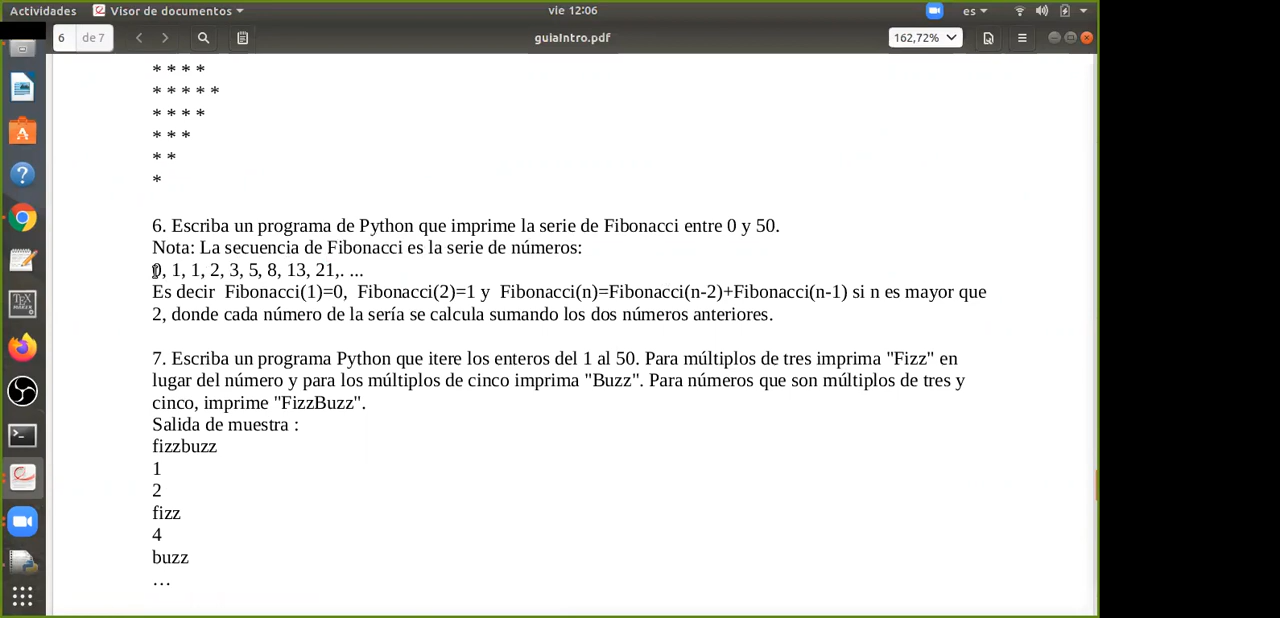 Actividades Visor de documentos vie 12:06 es
6 de 7 guiaIntro.pdf 162,72%
* * * *
* * * * *
* * * *
* * *
* *
*
6. Escriba un programa de Python que imprime la serie de Fibonacci entre 0 y 50.
Nota: La secuencia de Fibonacci es la serie de números:
0, 1, 1, 2, 3, 5, 8, 13, 21,. ...
Es decir Fibonacci(1)=0, Fibonacci(2)=1 y Fibonacci(n)=Fibonacci(n-2)+Fibonacci(n-1) si n es mayor que
2, donde cada número de la sería se calcula sumando los dos números anteriores.
7. Escriba un programa Python que itere los enteros del 1 al 50. Para múltiplos de tres imprima "Fizz" en
lugar del número y para los múltiplos de cinco imprima "Buzz". Para números que son múltiplos de tres y
cinco, imprime "FizzBuzz".
Salida de muestra :
fizzbuzz
1
2
fizz
4
buzz
…